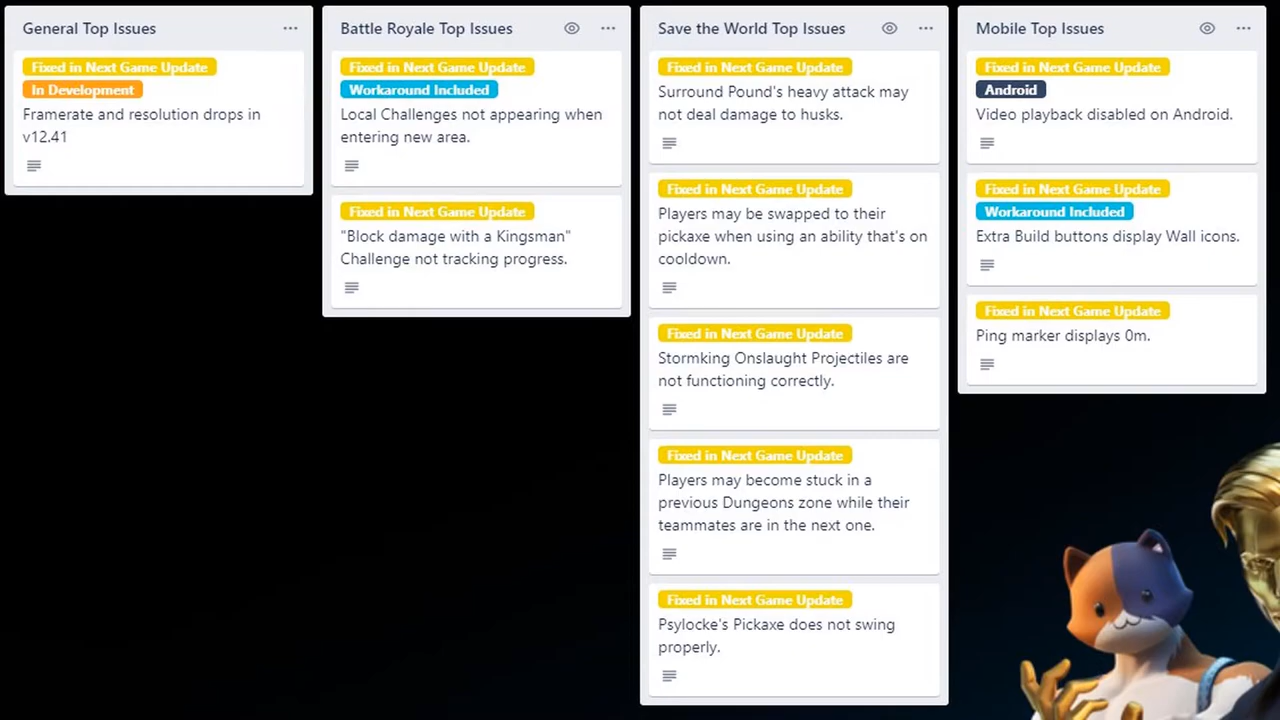 General Top Issues
Fixed in Next Game Update
In Development
Framerate and resolution drops in
v12.41
Battle Royale Top Issues
Fixed in Next Game Update
Workaround Included
Local Challenges not appearing when
entering new area.
Fixed in Next Game Update
"Block damage with a Kingsman"
Challenge not tracking progress.
Save the World Top Issues
Fixed in Next Game Update
Surround Pound's heavy attack may
not deal damage to husks.
Fixed in Next Game Update
Players may be swapped to their
pickaxe when using an ability that's on
cooldown.
Fixed in Next Game Update
Stormking Onslaught Projectiles are
not functioning correctly.
Fixed in Next Game Update
Players may become stuck in a
previous Dungeons zone while their
teammates are in the next one.
Fixed in Next Game Update
Psylocke's Pickaxe does not swing
properly.
Mobile Top Issues
Fixed in Next Game Update
Android
Video playback disabled on Android.
Fixed in Next Game Update
Workaround Included
Extra Build buttons display Wall icons.
Fixed in Next Game Update
Ping marker displays 0m.